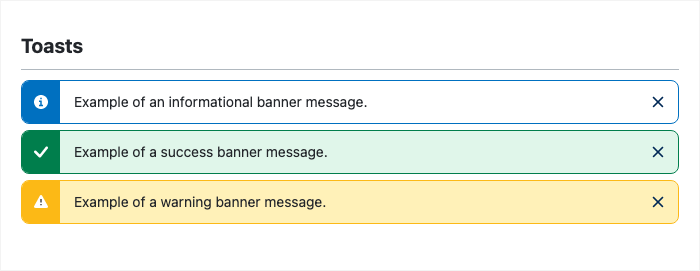 Toasts
Example of an informational banner message.
Example of a success banner message.
Example of a warning banner message.